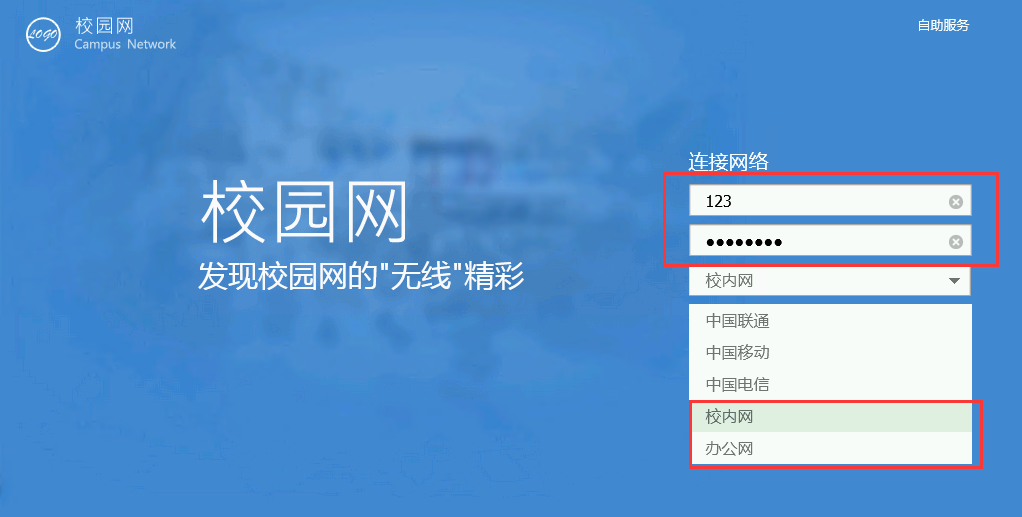 LOGO
校园网
Campus Network
自助服务
校园网
发现校园网的"无线"精彩
连接网络
123
●●●●●●●●
校内网
中国联通
中国移动
中国电信
校内网
办公网